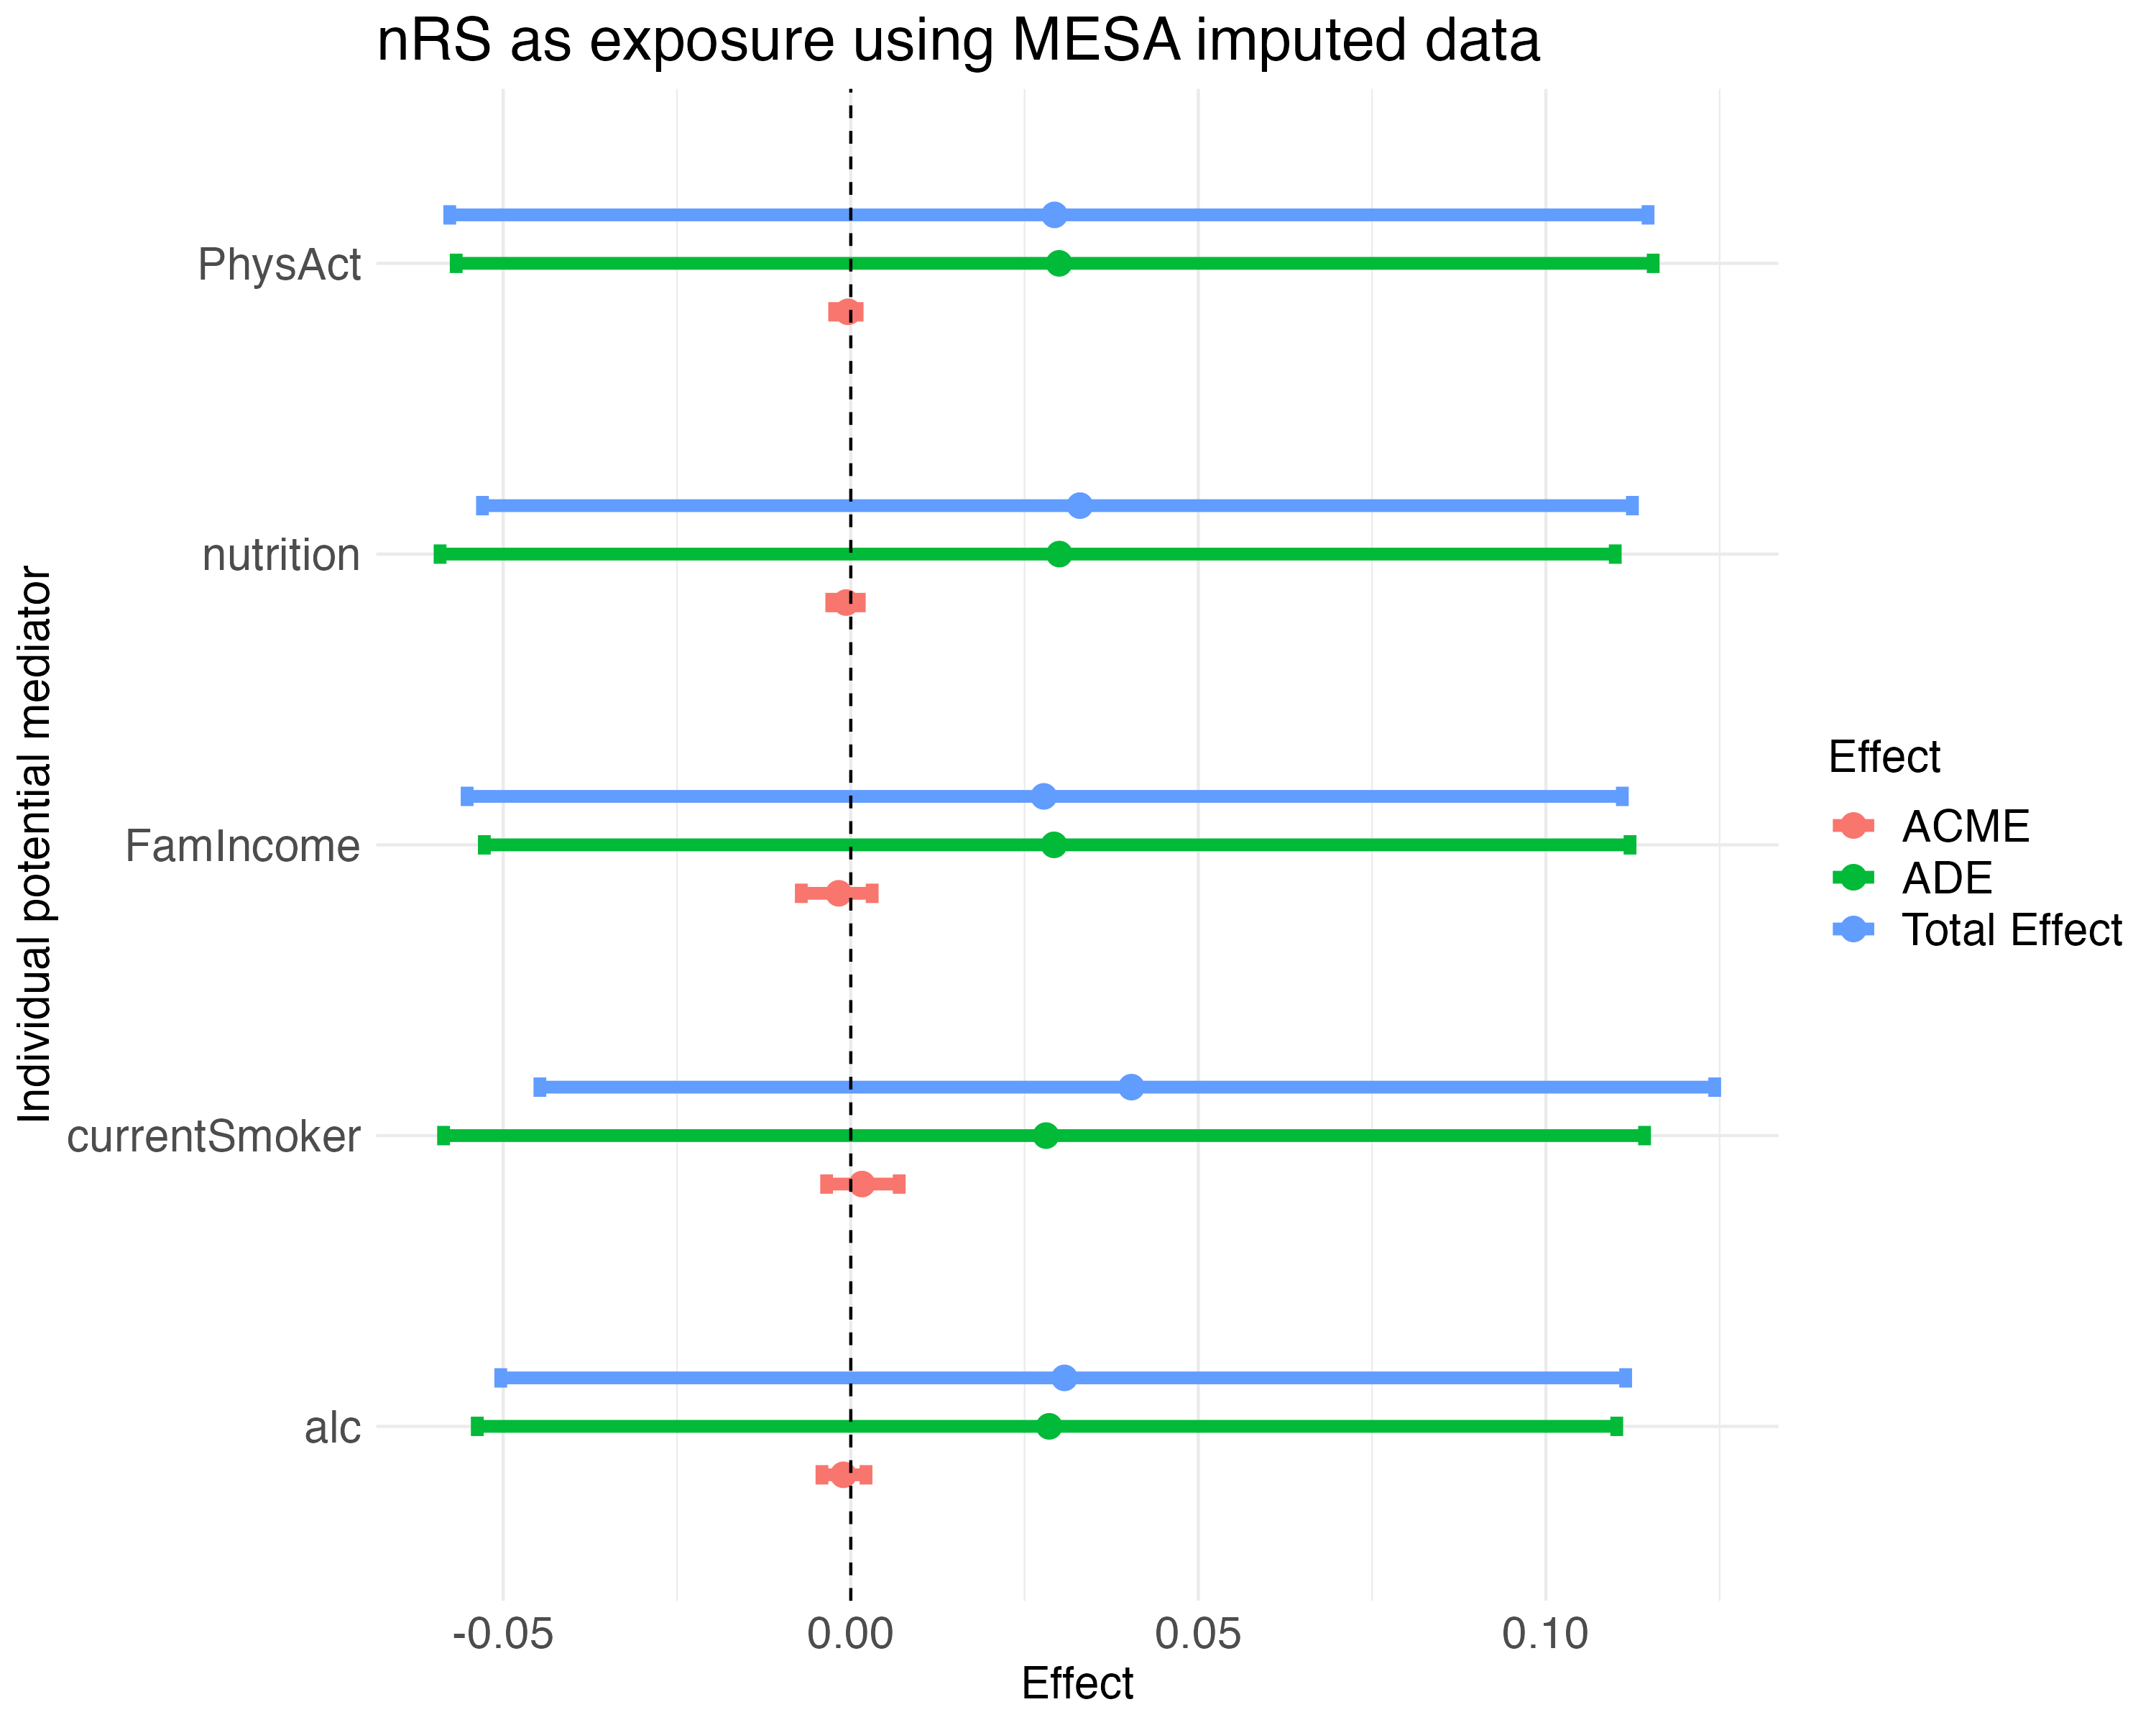 nRS as exposure using MESA imputed data
Individual potential mediator
PhysAct
nutrition
FamIncome
currentSmoker
alc
-0.05
0.00
0.05
0.10
Effect
Effect
ACME
ADE
Total Effect